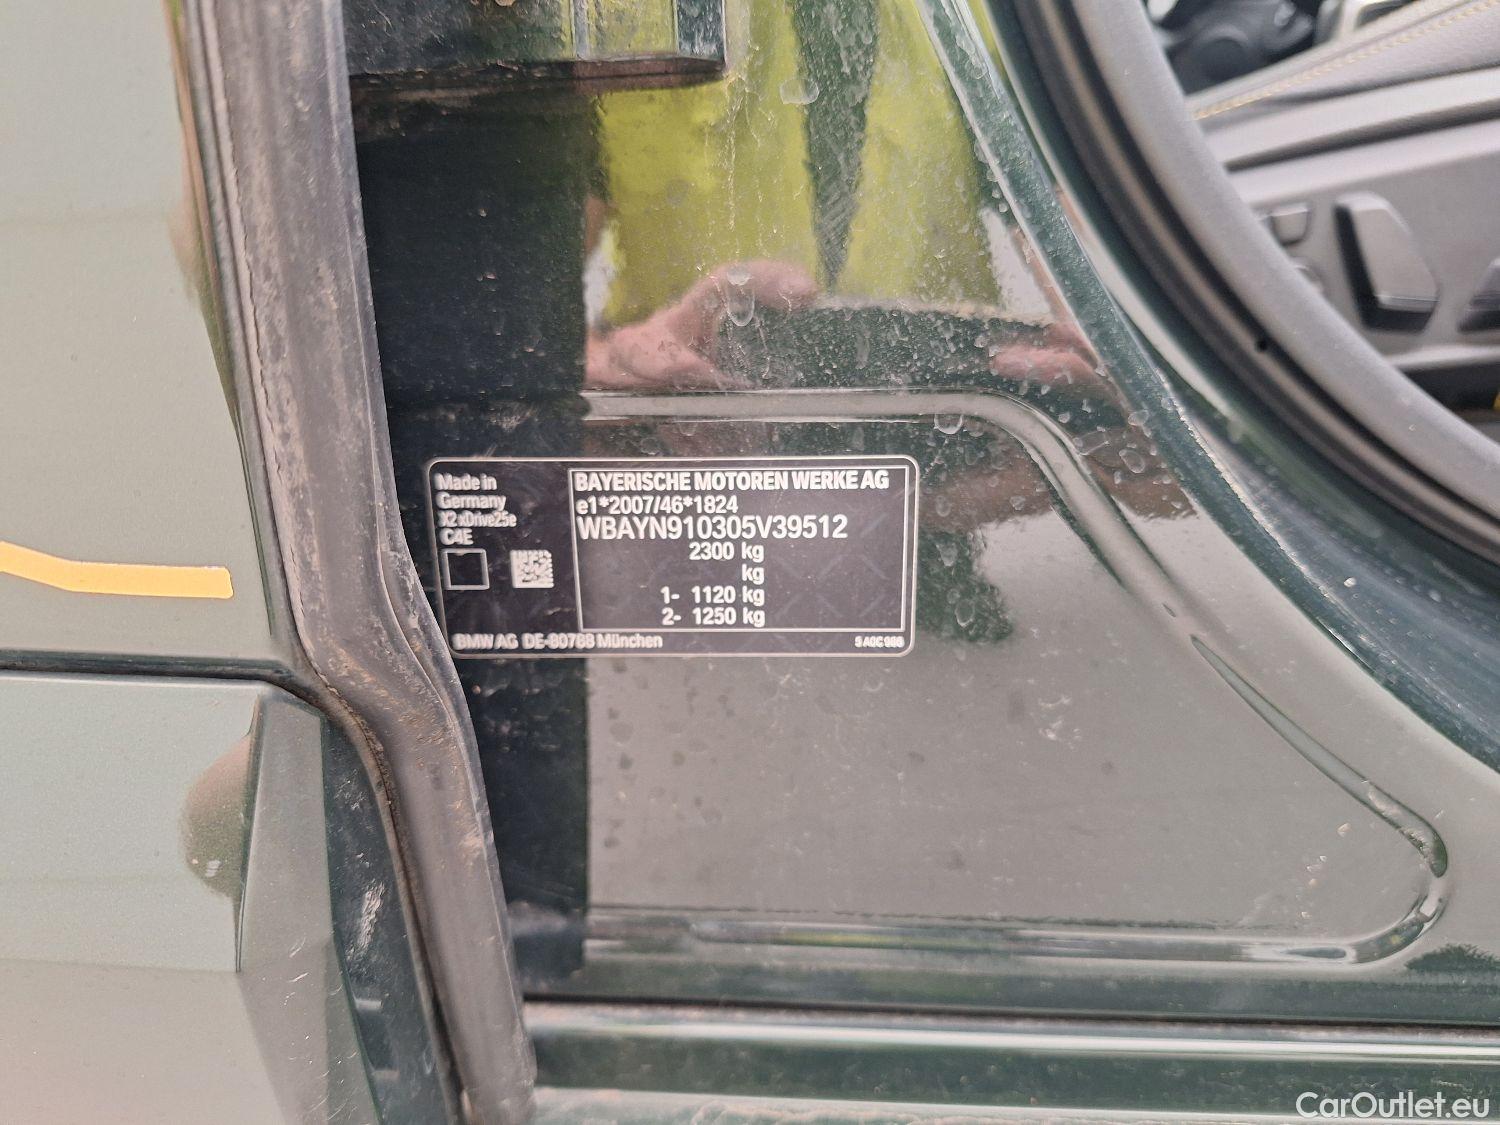 Made in
Germany
X2 xDrive25e
C4E
BAYERISCHE MOTOREN WERKE AG
e1*2007/46*1824
WBAYN910305V39512
2300 kg
kg
1- 1120 kg
2- 1250 kg
BMW AG DE-80788 München
CarOutlet.eu